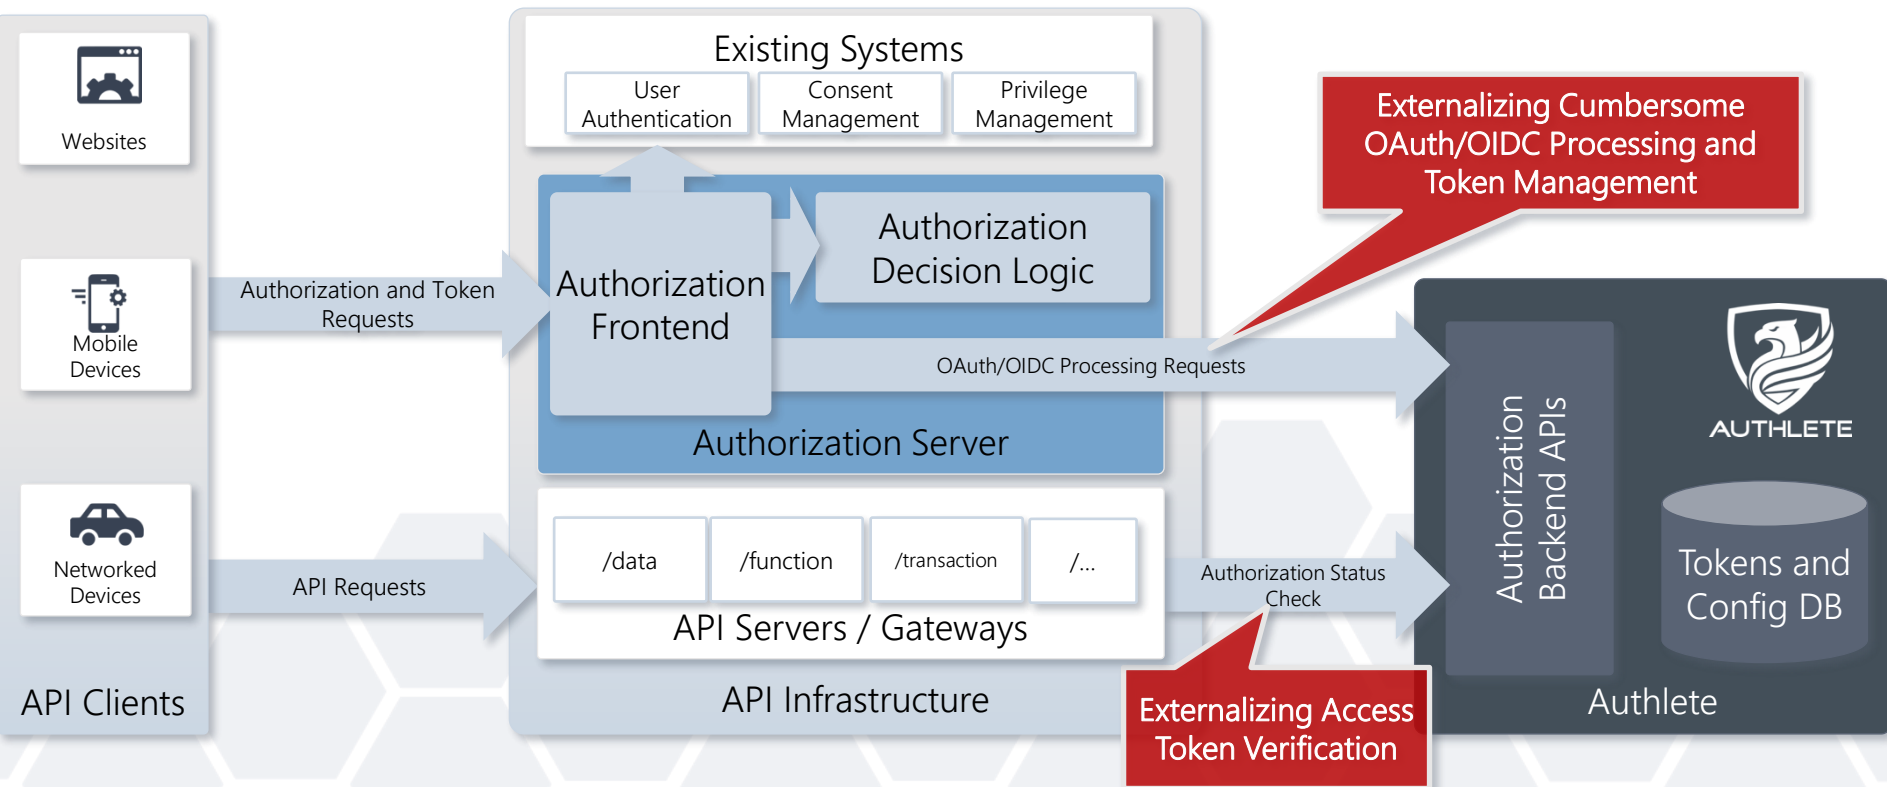 Websites
Mobile
Devices
Networked
Devices
API Clients
Authorization and Token
Requests
API Requests
Existing Systems
User
Authentication
Consent
Management
Privilege
Management
Authorization
Frontend
Authorization
Decision Logic
OAuth/OIDC Processing Requests
Authorization Server
/data
/function
/transaction
/...
API Servers / Gateways
API Infrastructure
Authorization Status
Check
Externalizing Cumbersome
OAuth/OIDC Processing and
Token Management
Externalizing Access
Token Verification
Authorization
Backend APIs
AUTHLETE
Tokens and
Config DB
Authlete